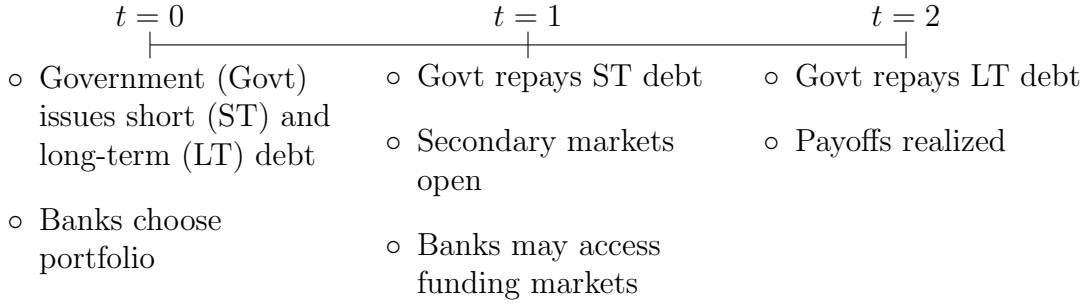 t = 0
t = 1
t = 2
◦ Government (Govt)
issues short (ST) and
long-term (LT) debt
◦ Banks choose
portfolio
◦ Govt repays ST debt
◦ Secondary markets
open
◦ Banks may access
funding markets
◦ Govt repays LT debt
◦ Payoffs realized